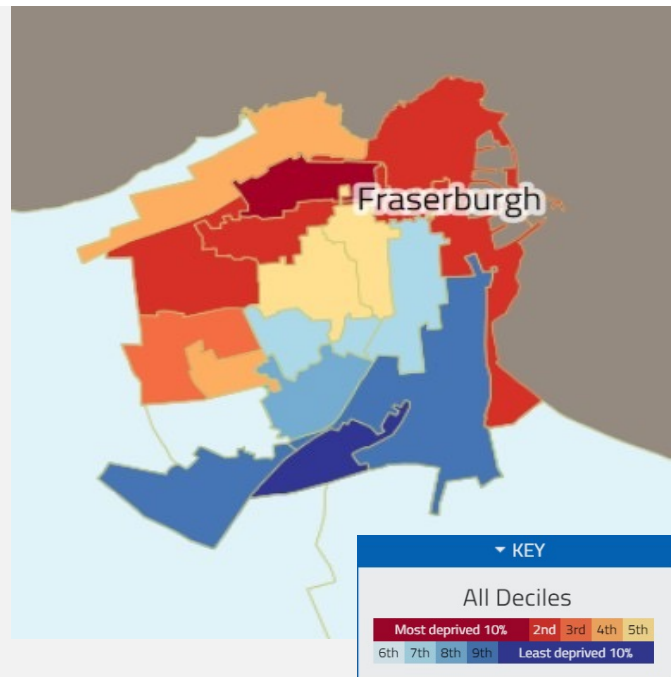 Fraserburgh
KEY
All Deciles
Most deprived 10% 2nd 3rd 4th 5th
6th 7th 8th 9th Least deprived 10%